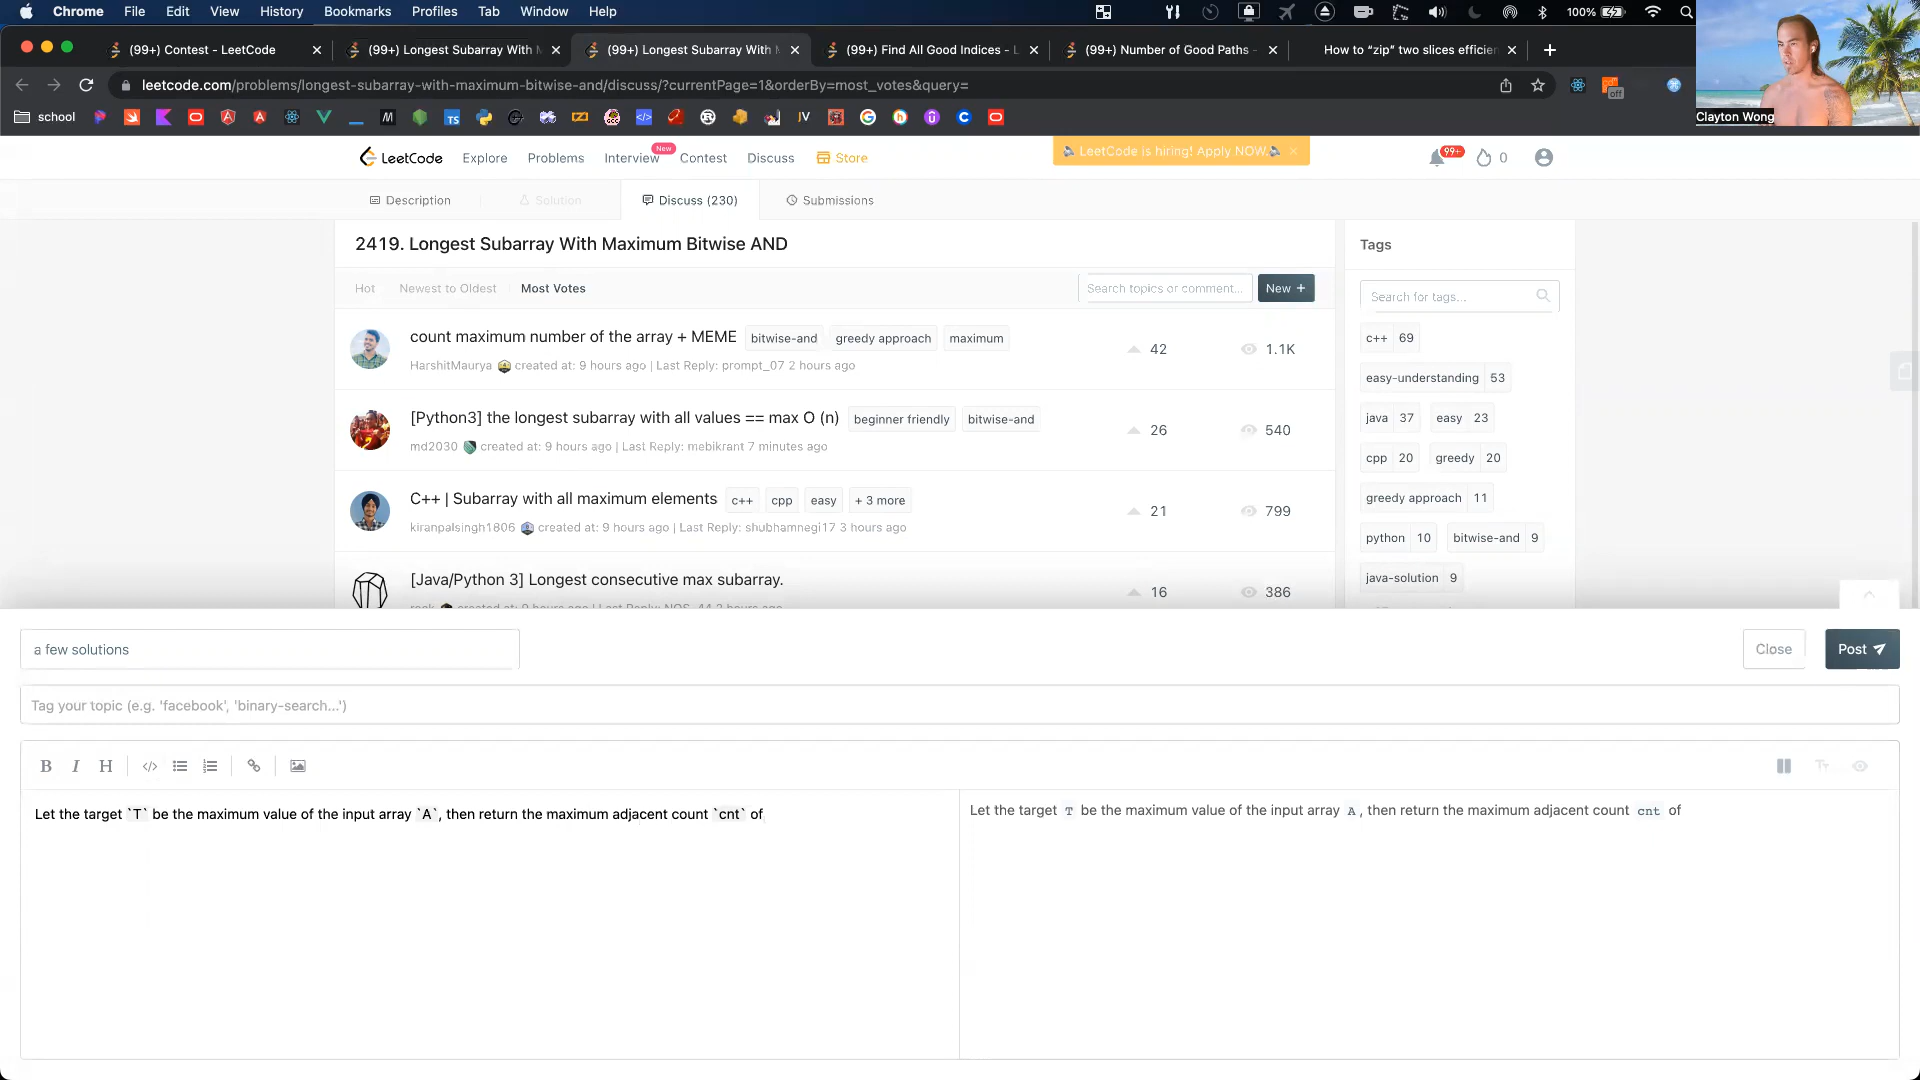 Chrome File Edit View History Bookmarks Profiles Tab Window Help
100%
(99+) Contest - LeetCode
(99+) Longest Subarray With
(99+) Longest Subarray With
(99+) Find All Good Indices - L
(99+) Number of Good Paths -
How to “zip” two slices efficien
leetcode.com/problems/longest-subarray-with-maximum-bitwise-and/discuss/?currentPage=1&orderBy=most_votes&query=
off
Clayton Wong
school
LeetCode Explore Problems Interview New Contest Discuss Store
LeetCode is hiring! Apply NOW
99+ 0
Description Solution Discuss (230) Submissions
2419. Longest Subarray With Maximum Bitwise AND
Hot Newest to Oldest Most Votes
Search topics or comment... New +
count maximum number of the array + MEME bitwise-and greedy approach maximum
HarshitMaurya created at: 9 hours ago | Last Reply: prompt_07 2 hours ago
42 1.1K
[Python3] the longest subarray with all values == max O (n) beginner friendly bitwise-and
md2030 created at: 9 hours ago | Last Reply: mebikrant 7 minutes ago
26 540
C++ | Subarray with all maximum elements c++ cpp easy + 3 more
kiranpalsingh1806 created at: 9 hours ago | Last Reply: shubhamnegi17 3 hours ago
21 799
[Java/Python 3] Longest consecutive max subarray.
16 386
Tags
Search for tags...
c++ 69
easy-understanding 53
java 37 easy 23
cpp 20 greedy 20
greedy approach 11
python 10 bitwise-and 9
java-solution 9
a few solutions
Close Post
Tag your topic (e.g. 'facebook', 'binary-search...')
B I H
Let the target `T` be the maximum value of the input array `A`, then return the maximum adjacent count `cnt` of
Let the target T be the maximum value of the input array A, then return the maximum adjacent count cnt of